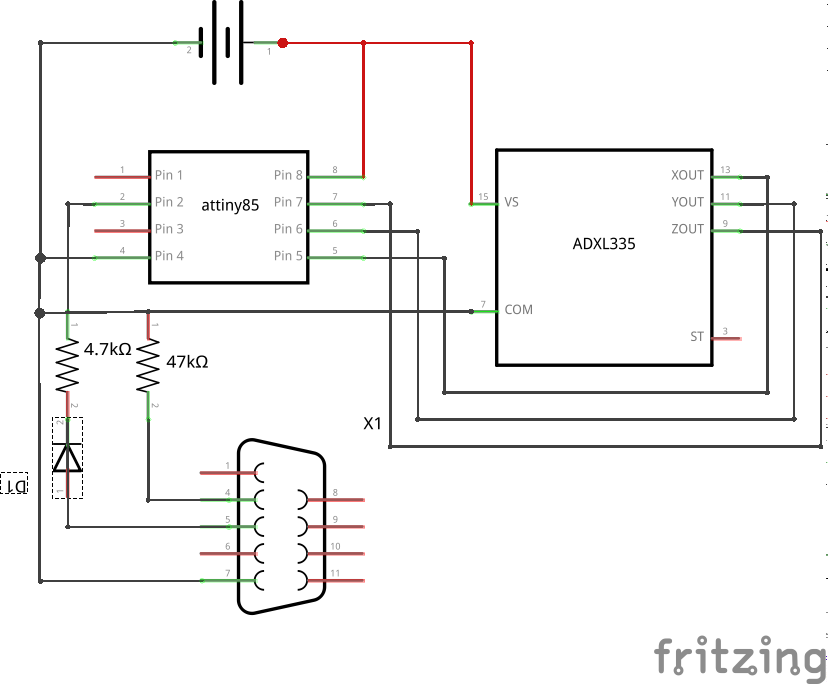 2
1
1
Pin 1
Pin 8
8
2
Pin 2
attiny85
Pin 7
7
3
Pin 3
Pin 6
6
4
Pin 4
Pin 5
5
15
VS
XOUT
13
YOUT
11
ZOUT
9
ADXL335
7
COM
ST
3
1
4.7kΩ
2
1
47kΩ
2
2
1
D1
X1
1
4
8
5
9
6
10
7
11
fritzing